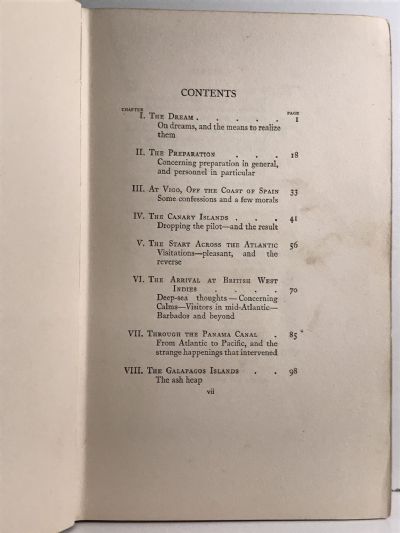 CONTENTS
CHAPTER PAGE
I. The Dream . . . . . 1
On dreams, and the means to realize
them
II. The Preparation . . . 18
Concerning preparation in general,
and personnel in particular
III. At Vigo, Off the Coast of Spain 33
Some confessions and a few morals
IV. The Canary Islands . . . 41
Dropping the pilot—and the result
V. The Start Across the Atlantic 56
Visitations—pleasant, and the
reverse
VI. The Arrival at British West
Indies . . . . 70
Deep-sea thoughts — Concerning
Calms—Visitors in mid-Atlantic—
Barbados and beyond
VII. Through the Panama Canal . 85
From Atlantic to Pacific, and the
strange happenings that intervened
VIII. The Galapagos Islands . . 98
The ash heap
vii